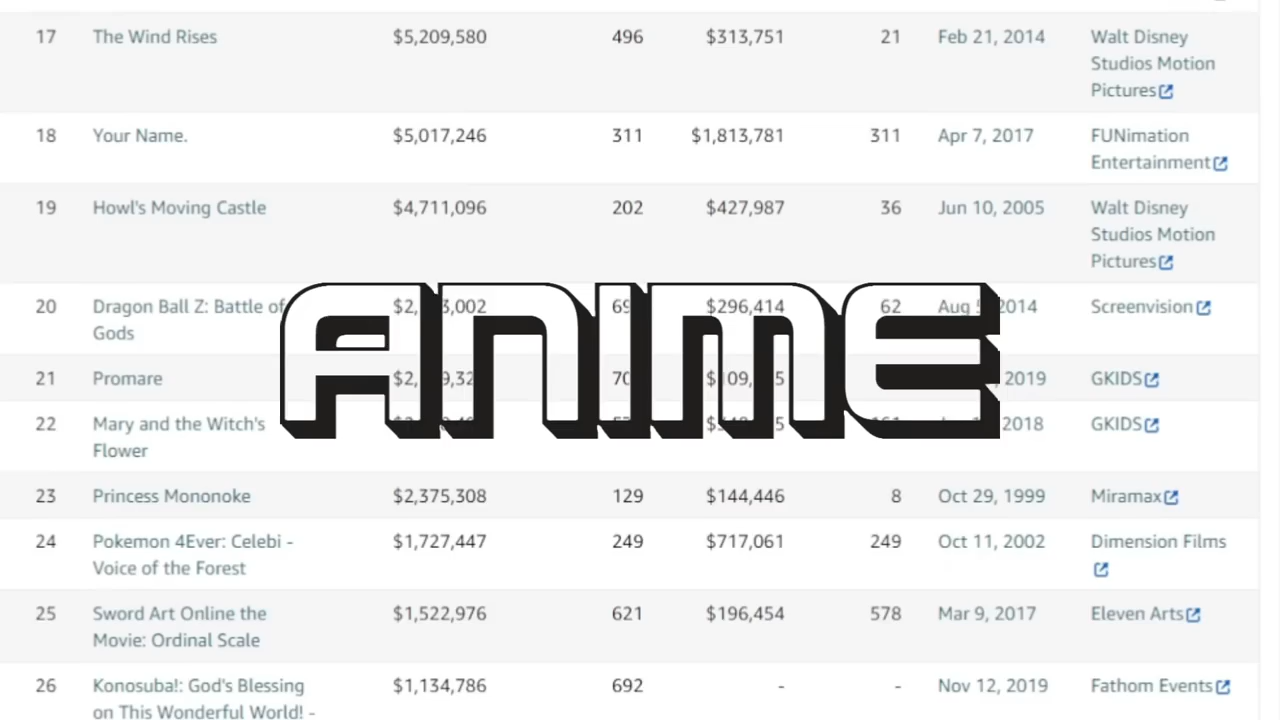 17 The Wind Rises $5,209,580 496 $313,751 21 Feb 21, 2014 Walt Disney
Studios Motion
Pictures
18 Your Name. $5,017,246 311 $1,813,781 311 Apr 7, 2017 FUNimation
Entertainment
19 Howl's Moving Castle $4,711,096 202 $427,987 36 Jun 10, 2005 Walt Disney
Studios Motion
Pictures
20 Dragon Ball Z: Battle of $296,414 62 Aug 2014 Screenvision
Gods
ANIME
21 Promare 2019 GKIDS
22 Mary and the Witch's 2018 GKIDS
Flower
23 Princess Mononoke $2,375,308 129 $144,446 8 Oct 29, 1999 Miramax
24 Pokemon 4Ever: Celebi - $1,727,447 249 $717,061 249 Oct 11, 2002 Dimension Films
Voice of the Forest
25 Sword Art Online the $1,522,976 621 $196,454 578 Mar 9, 2017 Eleven Arts
Movie: Ordinal Scale
26 Konosuba!: God's Blessing $1,134,786 692 - - Nov 12, 2019 Fathom Events
on This Wonderful World! -